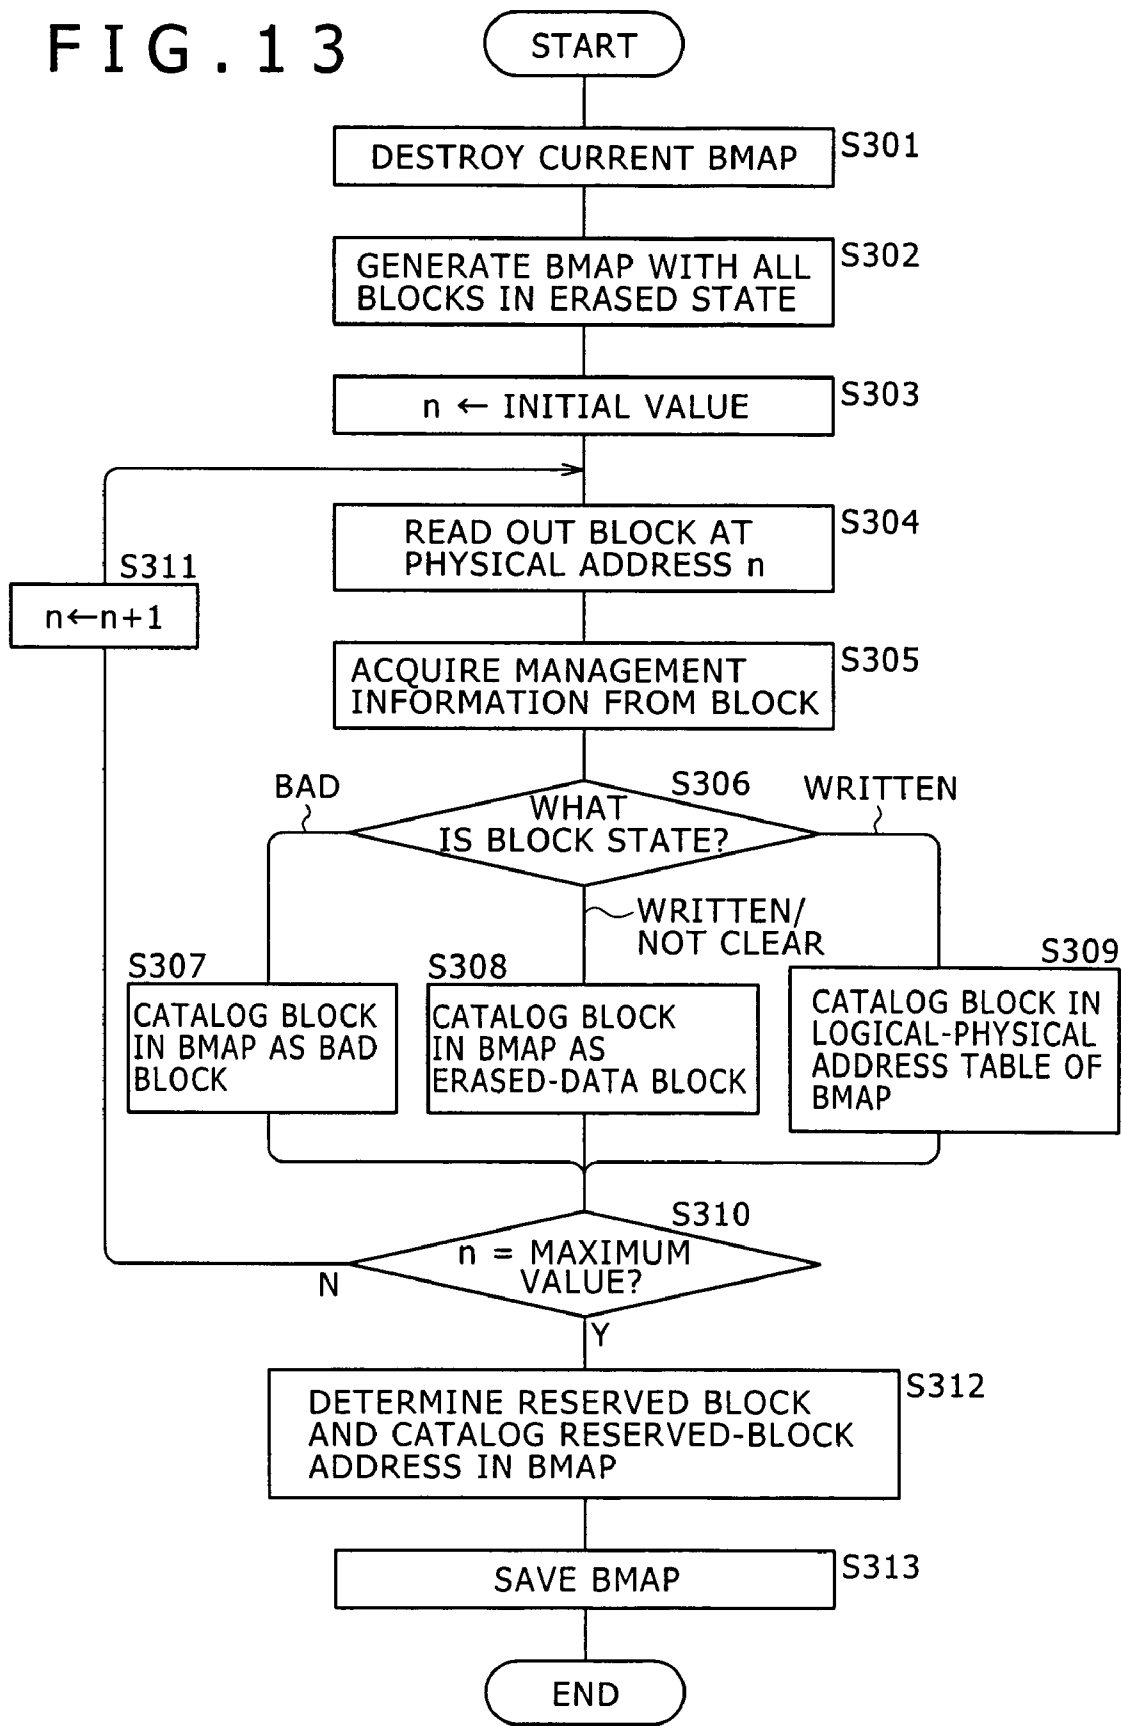 FIG.13
START
DESTROY CURRENT BMAP
S301
GENERATE BMAP WITH ALL
BLOCKS IN ERASED STATE
S302
n ← INITIAL VALUE
S303
READ OUT BLOCK AT
PHYSICAL ADDRESS n
S304
S311
n←n+1
ACQUIRE MANAGEMENT
INFORMATION FROM BLOCK
S305
WHAT
IS BLOCK STATE?
S306
BAD
WRITTEN
WRITTEN/
NOT CLEAR
S307
CATALOG BLOCK
IN BMAP AS BAD
BLOCK
S308
CATALOG BLOCK
IN BMAP AS
ERASED-DATA BLOCK
S309
CATALOG BLOCK IN
LOGICAL-PHYSICAL
ADDRESS TABLE OF
BMAP
S310
n = MAXIMUM
VALUE?
N
Y
DETERMINE RESERVED BLOCK
AND CATALOG RESERVED-BLOCK
ADDRESS IN BMAP
S312
SAVE BMAP
S313
END